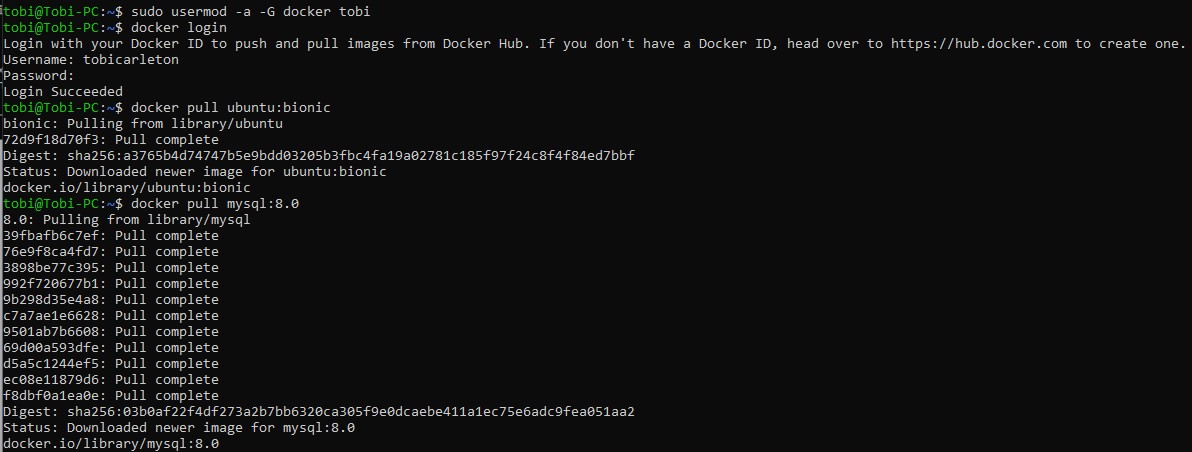 tobi@Tobi-PC:~$ sudo usermod -a -G docker tobi
tobi@Tobi-PC:~$ docker login
Login with your Docker ID to push and pull images from Docker Hub. If you don't have a Docker ID, head over to https://hub.docker.com to create one.
Username: tobicarleton
Password:
Login Succeeded
tobi@Tobi-PC:~$ docker pull ubuntu:bionic
bionic: Pulling from library/ubuntu
72d9f18d70f3: Pull complete
Digest: sha256:a3765b4d74747b5e9bdd03205b3fbc4fa19a02781c185f97f24c8f4f84ed7bbf
Status: Downloaded newer image for ubuntu:bionic
docker.io/library/ubuntu:bionic
tobi@Tobi-PC:~$ docker pull mysql:8.0
8.0: Pulling from library/mysql
39fbafb6c7ef: Pull complete
76e9f8ca4fd7: Pull complete
3898be77c395: Pull complete
992f720677b1: Pull complete
9b298d35e4a8: Pull complete
c7a7ae1e6628: Pull complete
9501ab7b6608: Pull complete
69d00a593dfe: Pull complete
d5a5c1244ef5: Pull complete
ec08e11879d6: Pull complete
f8dbf0a1ea0e: Pull complete
Digest: sha256:03b0af22f4df273a2b7bb6320ca305f9e0dcaebe411a1ec75e6adc9fea051aa2
Status: Downloaded newer image for mysql:8.0
docker.io/library/mysql:8.0